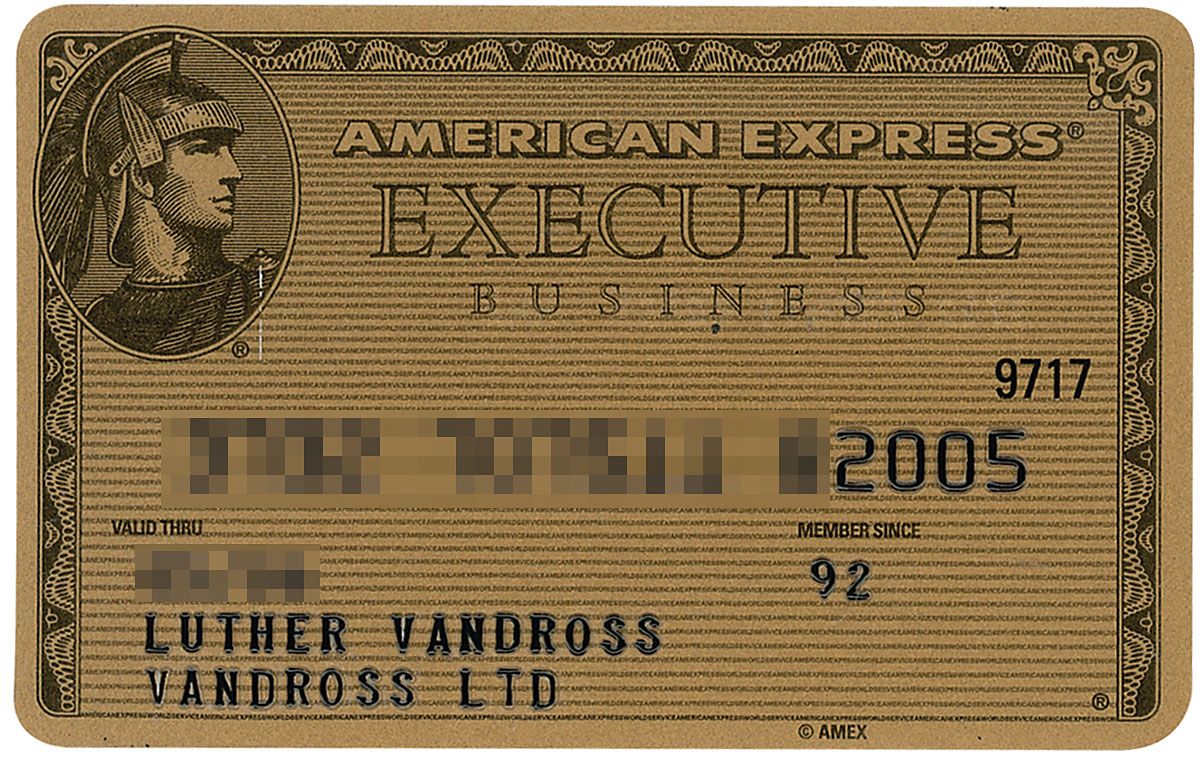 AMERICAN EXPRESS®
EXECUTIVE
BUSINESS
®
9717
2005
VALID THRU
MEMBER SINCE
92
LUTHER VANDROSS
VANDROSS LTD
®
© AMEX